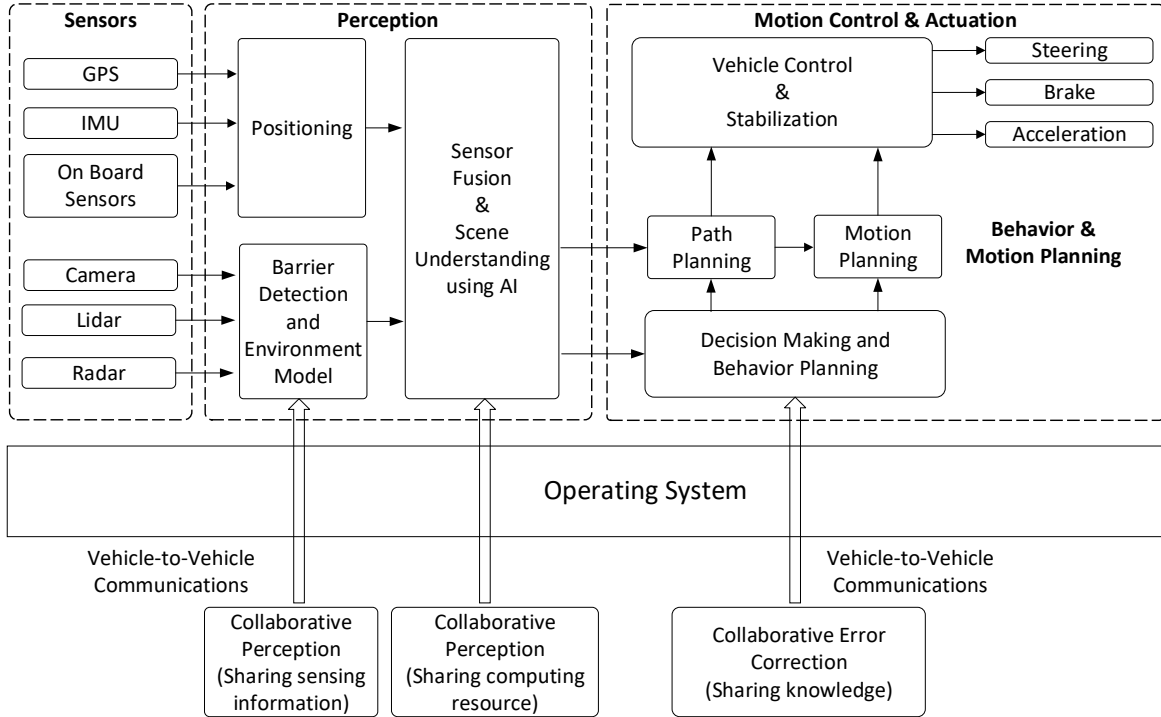 Sensors
Perception
Motion Control & Actuation
GPS
IMU
On Board
Sensors
Camera
Lidar
Radar
Positioning
Barrier
Detection
and
Environment
Model
Sensor
Fusion
&
Scene
Understanding
using AI
Vehicle Control
&
Stabilization
Steering
Brake
Acceleration
Path
Planning
Motion
Planning
Behavior &
Motion Planning
Decision Making and
Behavior Planning
Operating System
Vehicle-to-Vehicle
Communications
Vehicle-to-Vehicle
Communications
Collaborative
Perception
(Sharing sensing
information)
Collaborative
Perception
(Sharing computing
resource)
Collaborative Error
Correction
(Sharing knowledge)